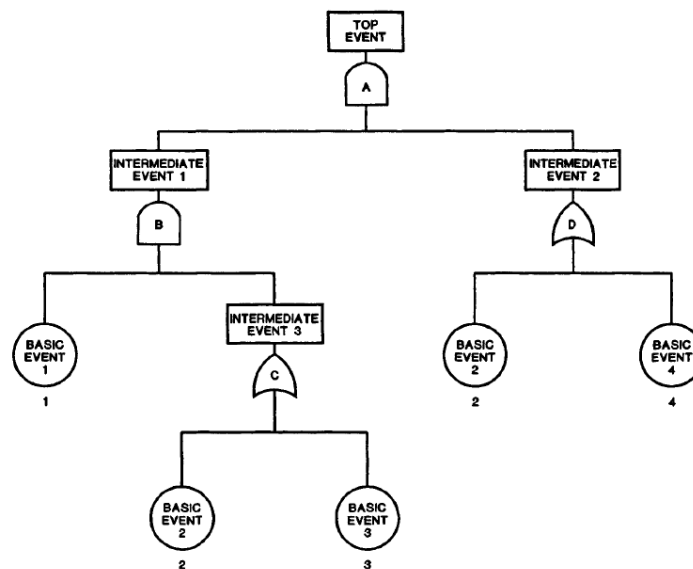 TOP
EVENT
A
INTERMEDIATE
EVENT 1
INTERMEDIATE
EVENT 2
B
D
INTERMEDIATE
EVENT 3
BASIC
EVENT
1
1
C
BASIC
EVENT
2
2
BASIC
EVENT
4
4
BASIC
EVENT
2
2
BASIC
EVENT
3
3